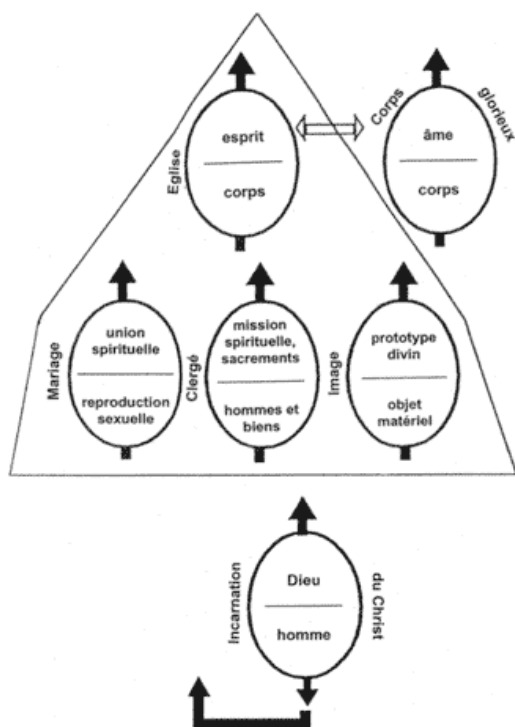 Eglise
esprit
corps
Corps
glorieux
âme
corps
Mariage
union
spirituelle
reproduction
sexuelle
Clergé
mission
spirituelle,
sacrements
hommes et
biens
Image
prototype
divin
objet
matériel
Incarnation
Dieu
homme
du Christ